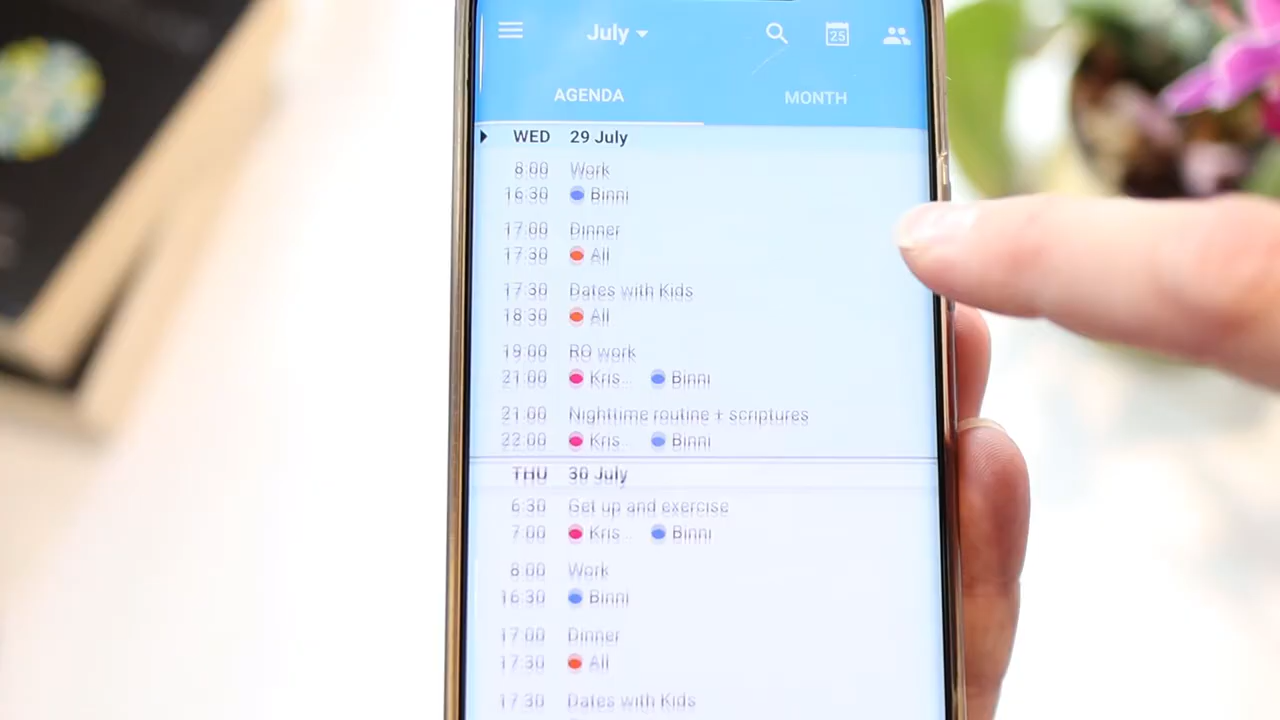 July
25
AGENDA MONTH
WED 29 July
8:00 Work
16:30 Binni
17:00 Dinner
17:30 All
17:30 Dates with Kids
18:30 All
19:00 RO work
21:00 Kris... Binni
21:00 Nighttime routine + scriptures
22:00 Kris... Binni
THU 30 July
6:30 Get up and exercise
7:00 Kris... Binni
8:00 Work
16:30 Binni
17:00 Dinner
17:30 All
17:30 Dates with Kids